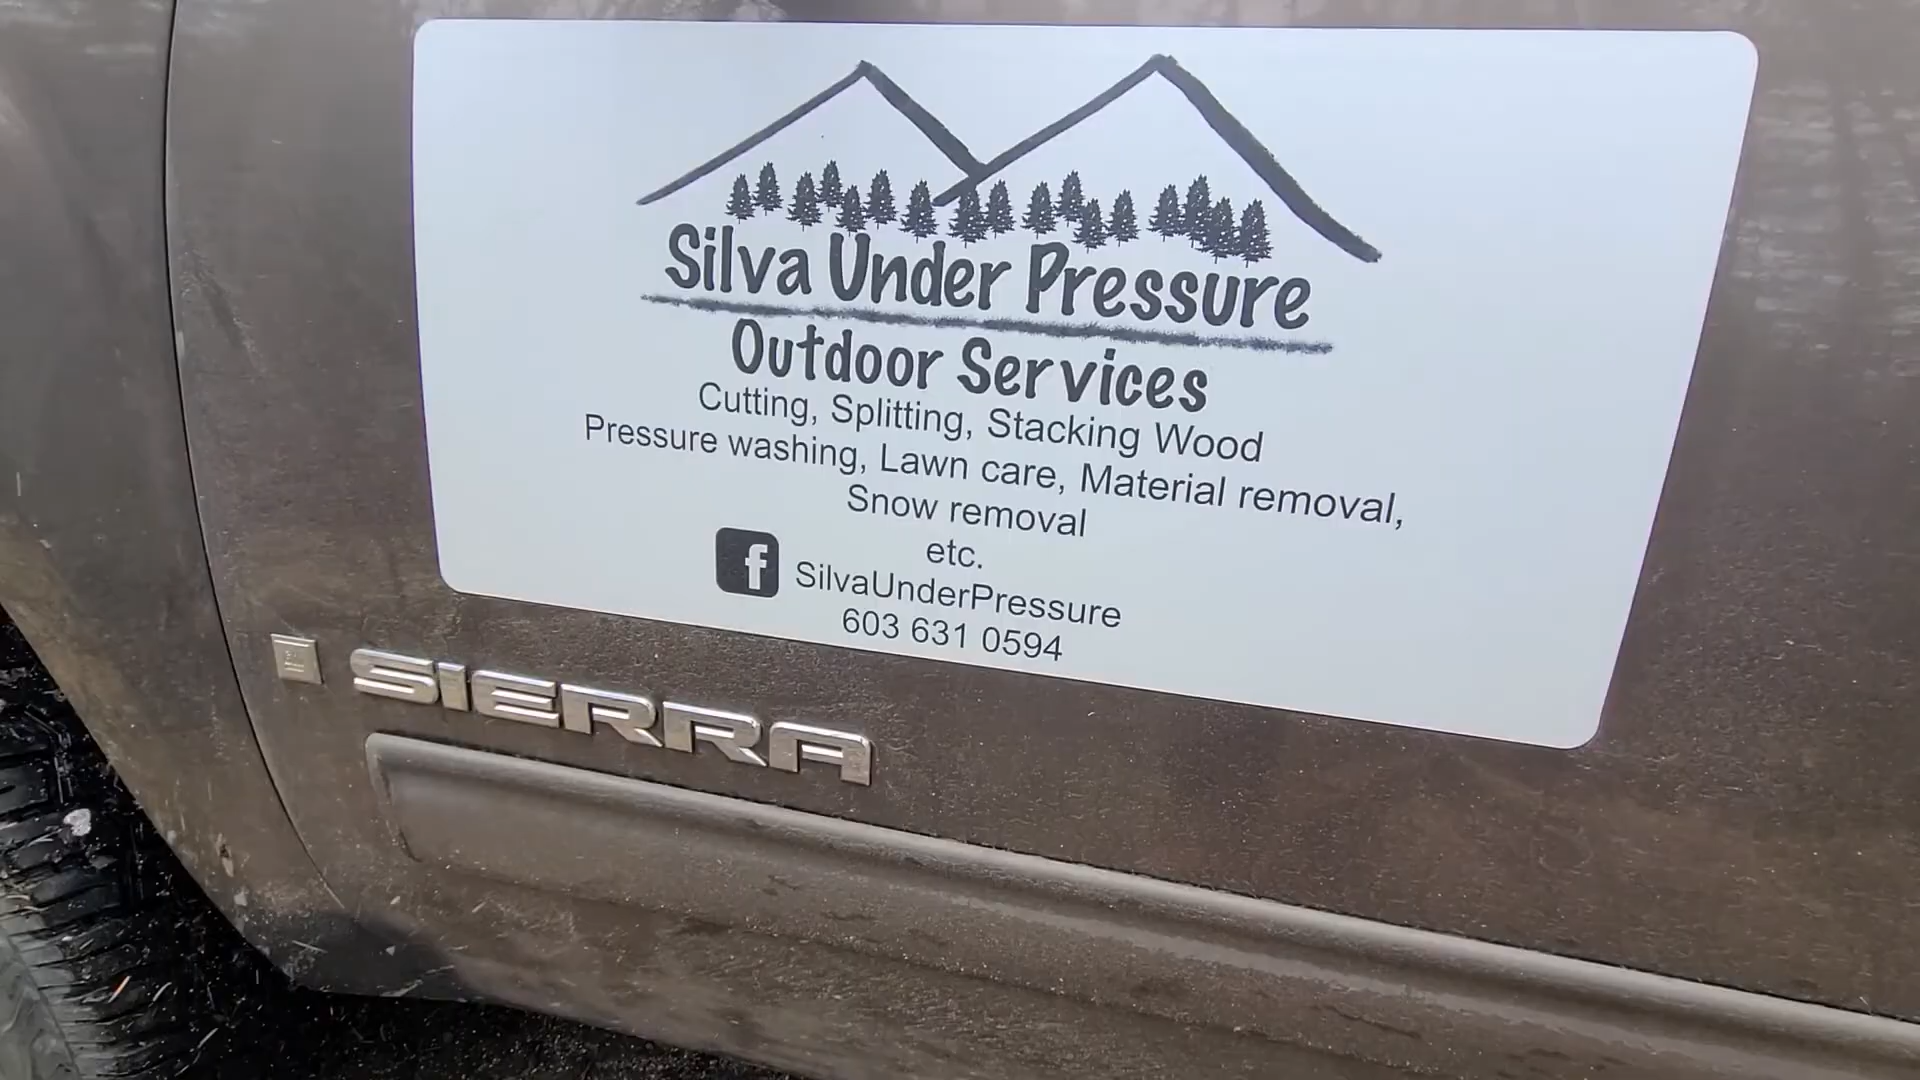 Silva Under Pressure
Outdoor Services
Cutting, Splitting, Stacking Wood
Pressure washing, Lawn care, Material removal,
Snow removal
etc.
f SilvaUnderPressure
603 631 0594
SIERRA